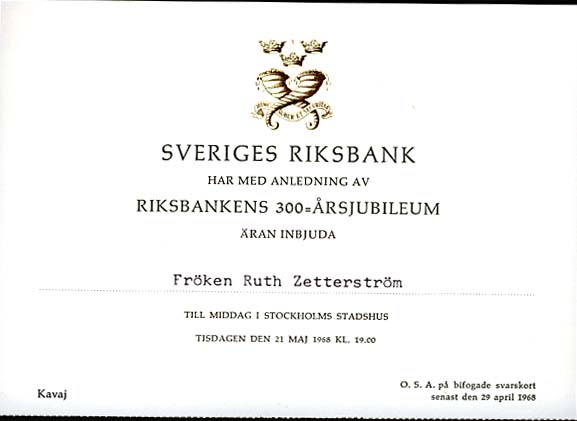 SVERIGES RIKSBANK
HAR MED ANLEDNING AV
RIKSBANKENS 300=ÅRSJUBILEUM
ÄRAN INBJUDA
Fröken Ruth Zetterström
TILL MIDDAG I STOCKHOLMS STADSHUS
TISDAGEN DEN 21 MAJ 1968 KL. 19.00
Kavaj
O. S. A. på bifogade svarskort
senast den 29 april 1968